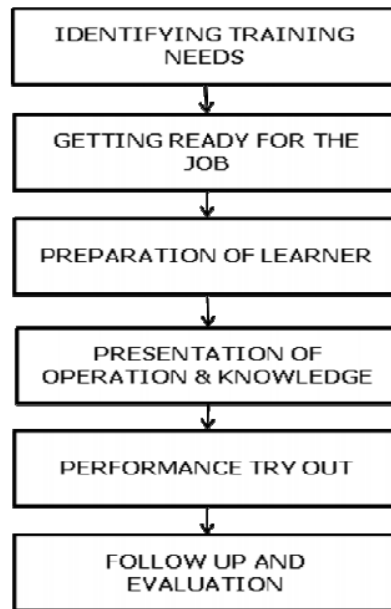 IDENTIFYING TRAINING
NEEDS
GETTING READY FOR THE
JOB
PREPARATION OF LEARNER
PRESENTATION OF
OPERATION & KNOWLEDGE
PERFORMANCE TRY OUT
FOLLOW UP AND
EVALUATION